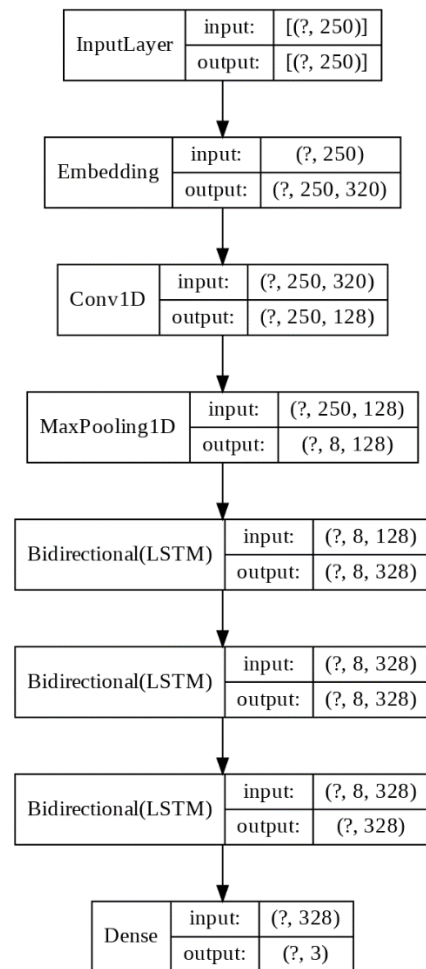 InputLayer
input: [(?, 250)]
output: [(?, 250)]
Embedding
input: (?, 250)
output: (?, 250, 320)
Conv1D
input: (?, 250, 320)
output: (?, 250, 128)
MaxPooling1D
input: (?, 250, 128)
output: (?, 8, 128)
Bidirectional(LSTM)
input: (?, 8, 128)
output: (?, 8, 328)
Bidirectional(LSTM)
input: (?, 8, 328)
output: (?, 8, 328)
Bidirectional(LSTM)
input: (?, 8, 328)
output: (?, 328)
Dense
input: (?, 328)
output: (?, 3)